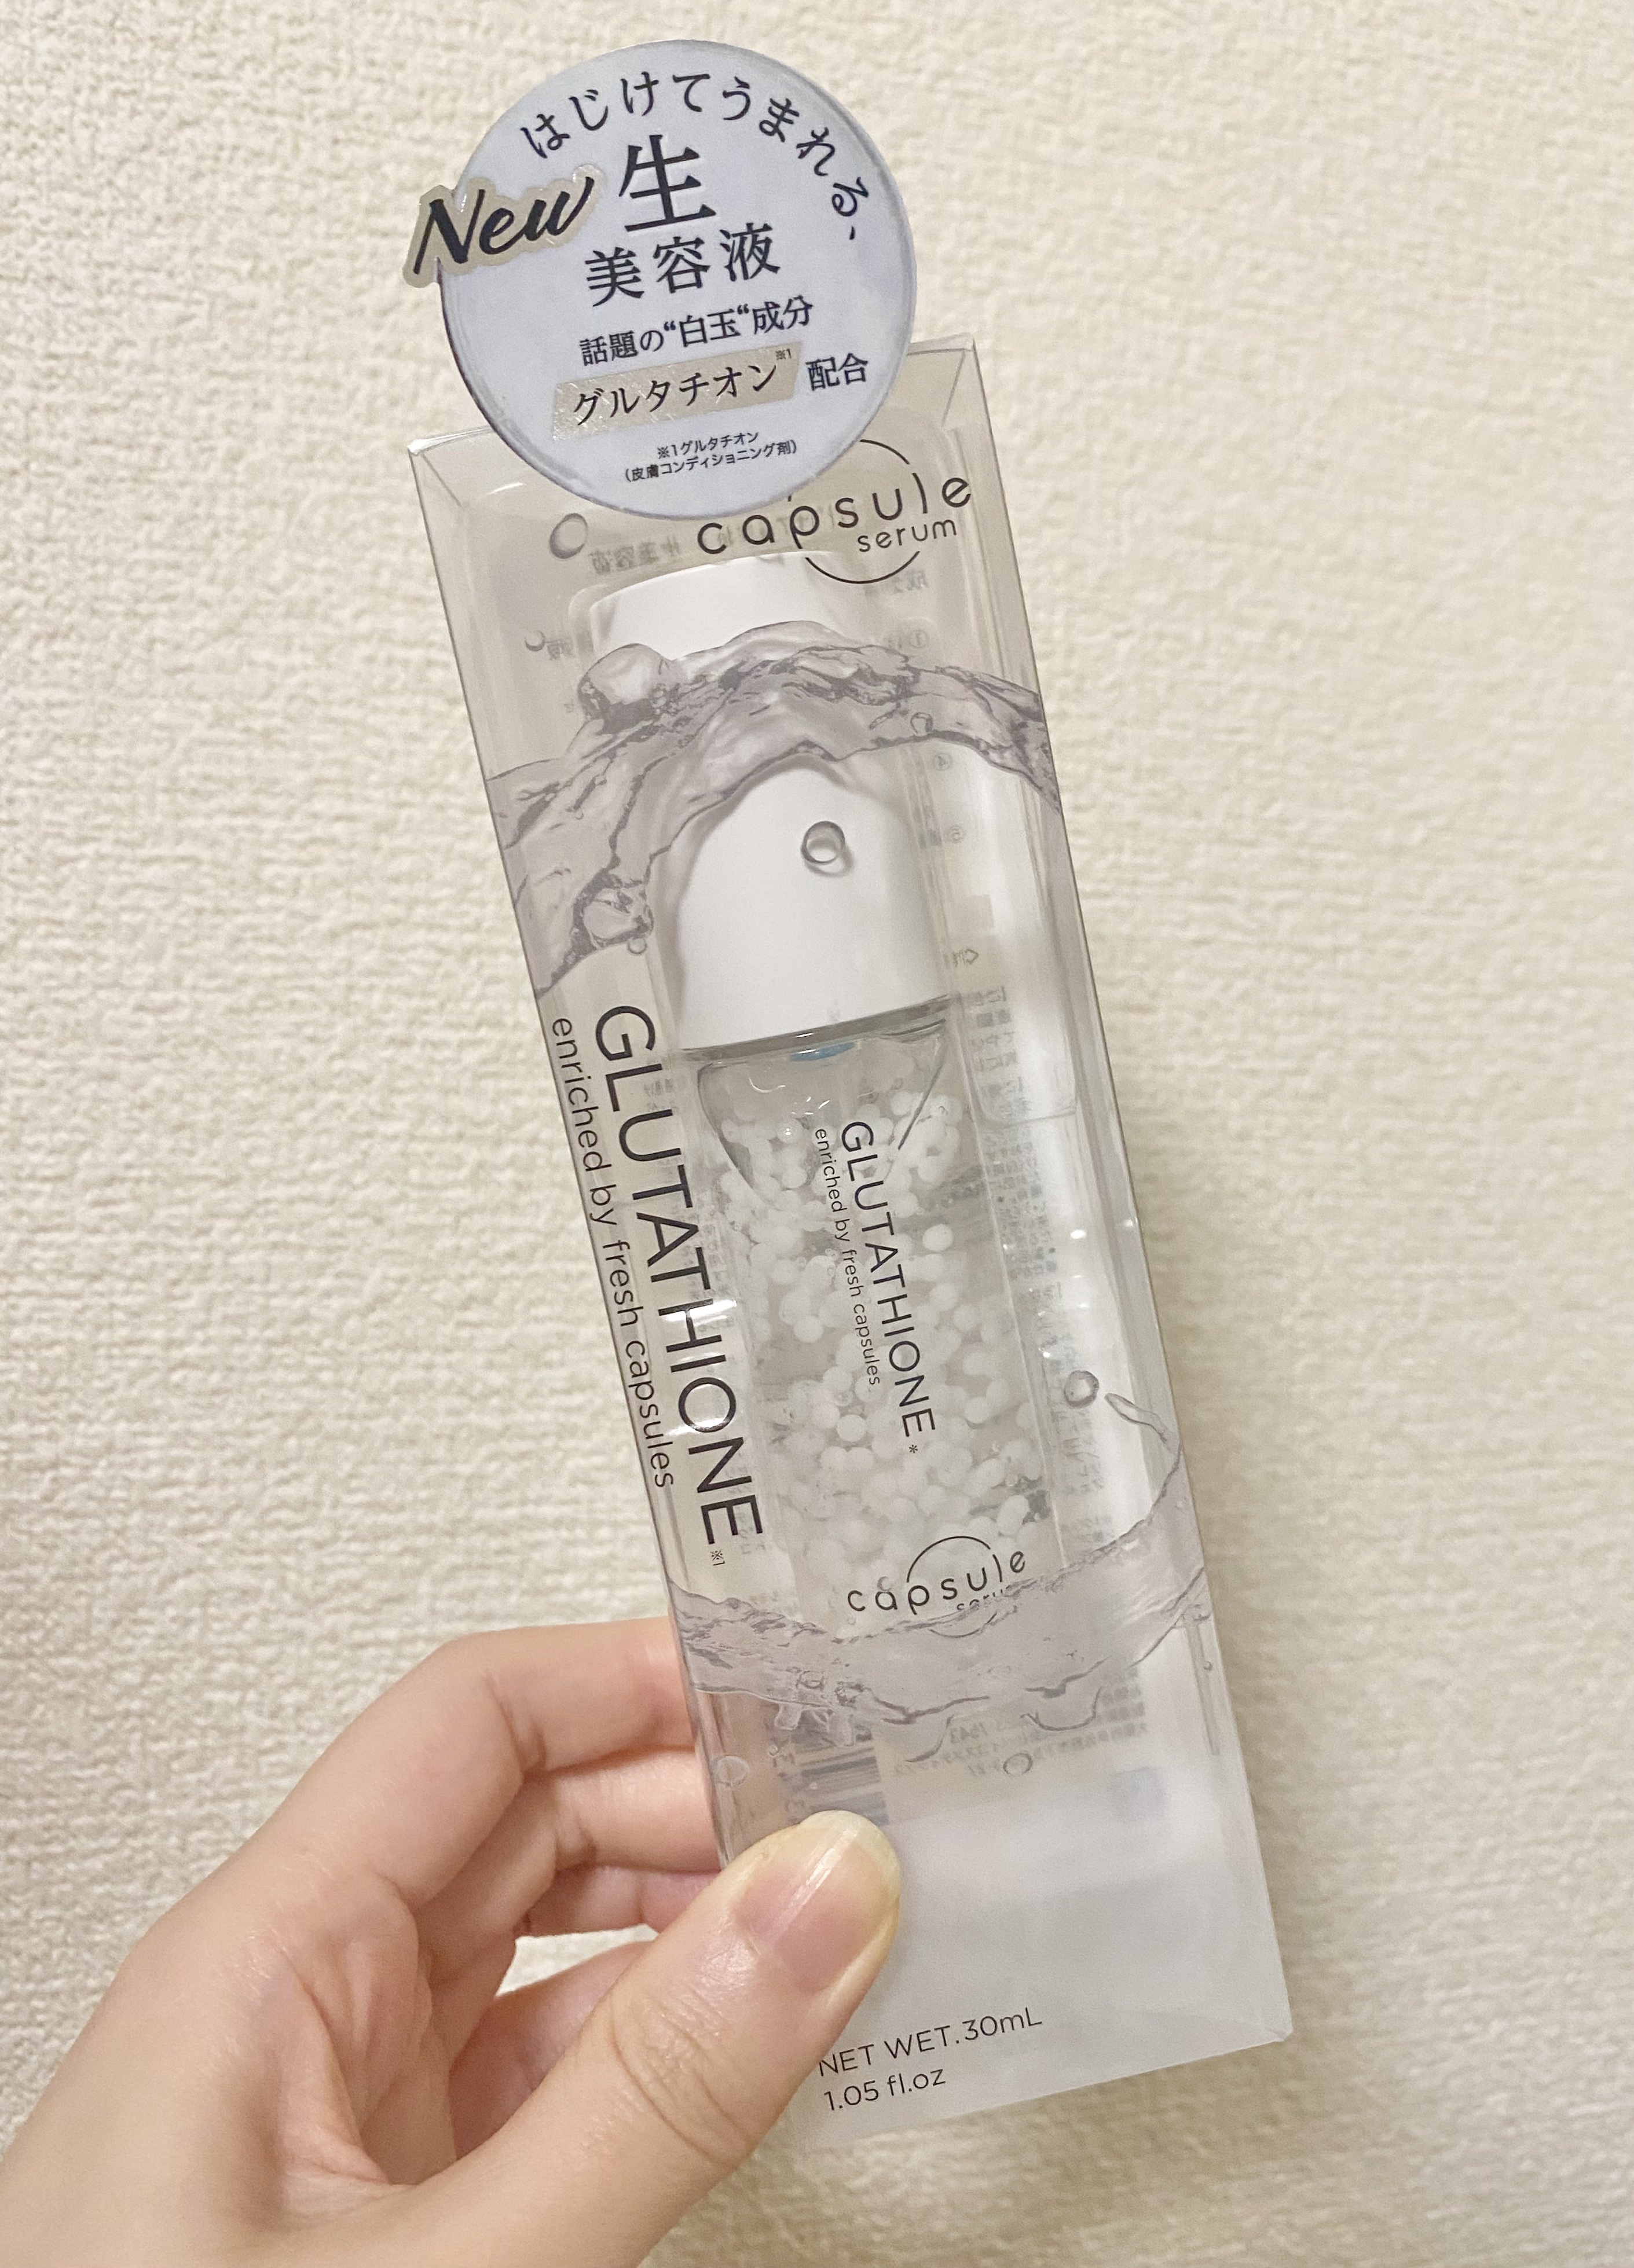 はじけてうまれる、
New
生
美容液
話題の“白玉“成分
グルタチオン※1 配合
※1グルタチオン
（皮膚コンディショニング剤）
capsule
serum
GLUTATHIONE※1
enriched by fresh capsules
GLUTATHIONE*
enriched by fresh capsules
capsule
NET WET.30mL
1.05 fl.oz